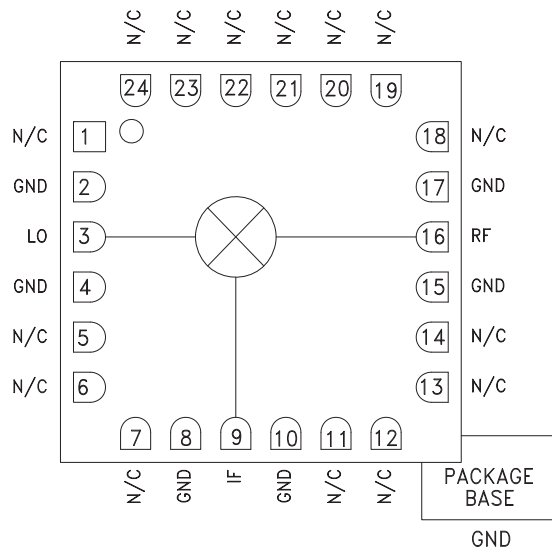 N/C N/C N/C N/C N/C N/C
24 23 22 21 20 19
N/C 1 18 N/C
GND 2 17 GND
LO 3 16 RF
GND 4 15 GND
N/C 5 14 N/C
N/C 6 13 N/C
7 8 9 10 11 12
N/C GND IF GND N/C N/C
PACKAGE
BASE
GND